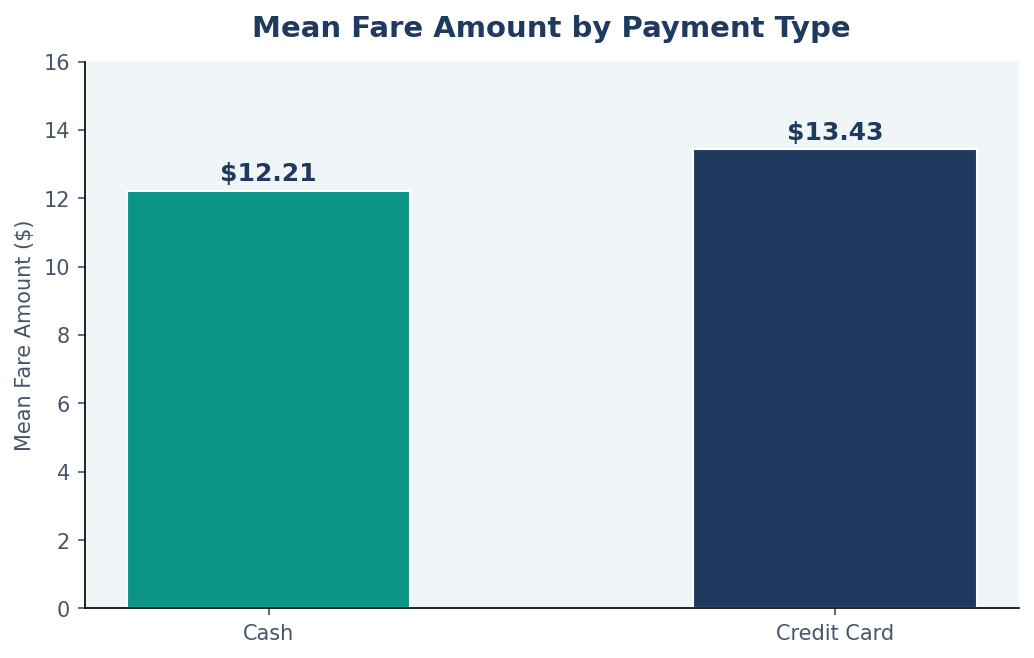 Mean Fare Amount by Payment Type
Mean Fare Amount ($)
16
14
12
10
8
6
4
2
0
$12.21
$13.43
Cash
Credit Card